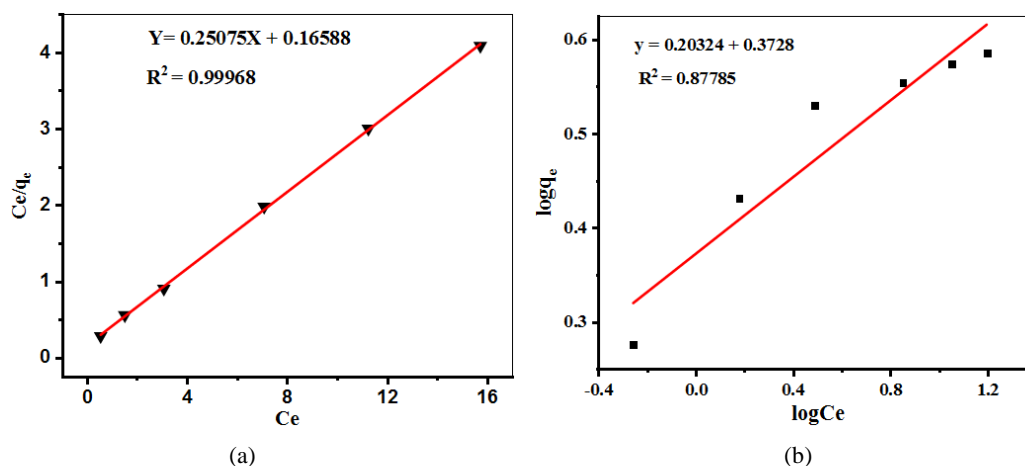 Y= 0.25075X + 0.16588
R² = 0.99968
Ce/qₑ
4
3
2
1
0
0 4 8 12 16
Ce
(a)
y = 0.20324 + 0.3728
R² = 0.87785
logqₑ
0.6
0.5
0.4
0.3
-0.4 0.0 0.4 0.8 1.2
logCe
(b)